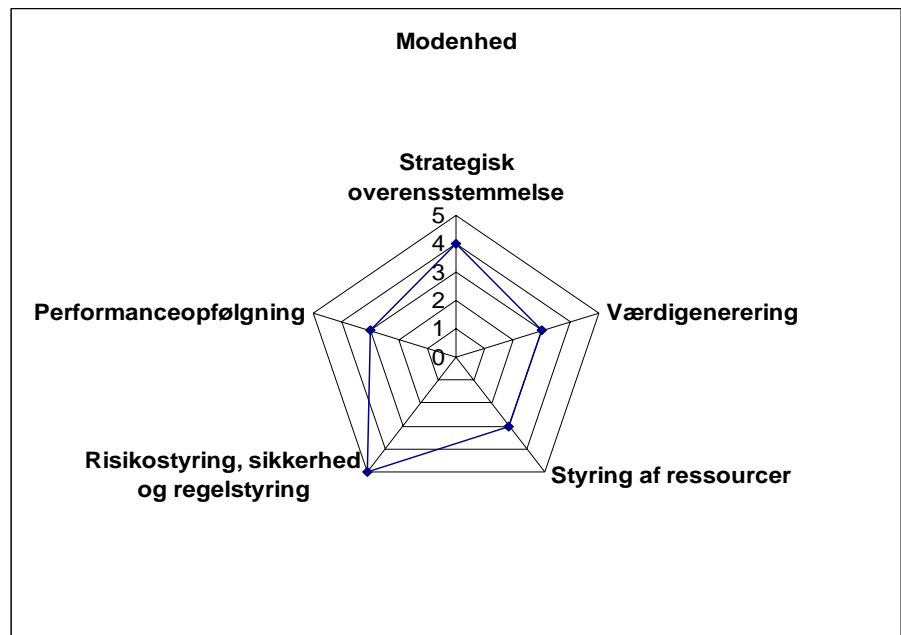 Modenhed
Strategisk
overensstemmelse
5
4
3
2
1
0
Performanceopfølgning
Værdigenerering
Risikostyring, sikkerhed
og regelstyring
Styring af ressourcer